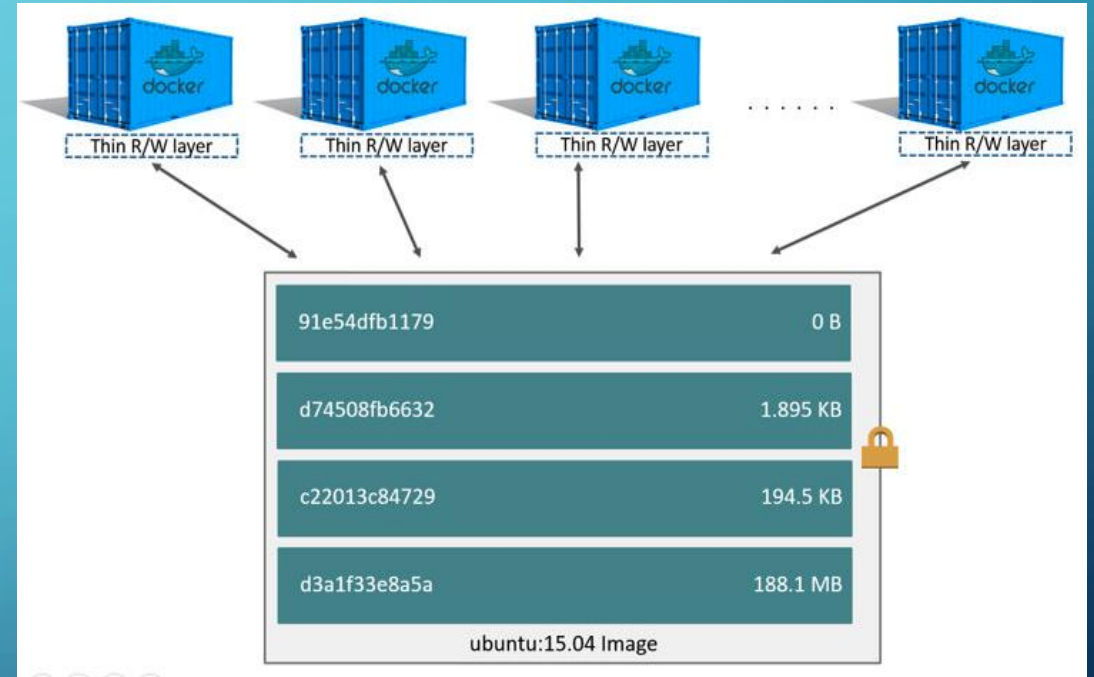 docker docker docker docker
. . . . . .
Thin R/W layer Thin R/W layer Thin R/W layer Thin R/W layer
91e54dfb1179 0 B
d74508fb6632 1.895 KB
c22013c84729 194.5 KB
d3a1f33e8a5a 188.1 MB
ubuntu:15.04 Image